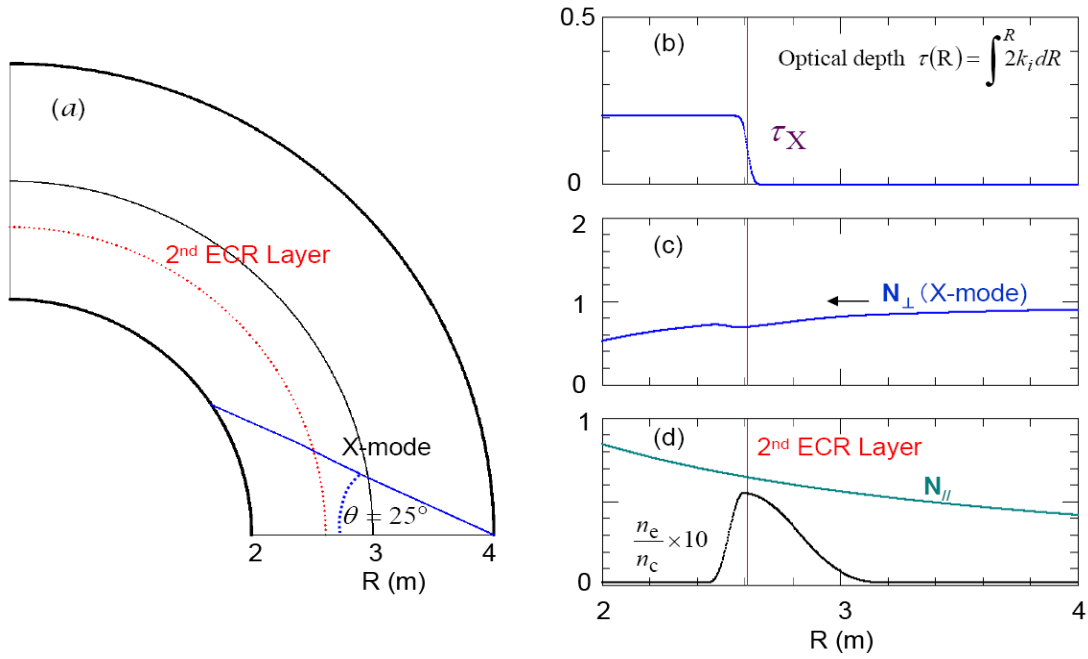 (a)
2nd ECR Layer
X-mode
θ = 25°
2 3 4
R (m)
(b)
Optical depth τ(R) = ∫^R 2k_i dR
τ_X
0.5
0
(c)
N_⊥ (X-mode)
2
1
0
(d)
2nd ECR Layer
N_//
n_e/n_c ×10
1
0
2 3 4
R (m)